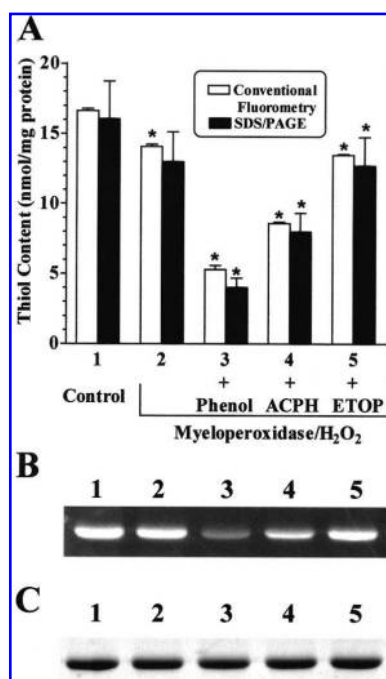 A
Thiol Content (nmol/mg protein)
20
15
10
5
0
Conventional
Fluorometry
SDS/PAGE
* * * * * * *
1 2 3 4 5
+ + +
Control Phenol ACPH ETOP
Myeloperoxidase/H₂O₂
B
1 2 3 4 5
C
1 2 3 4 5